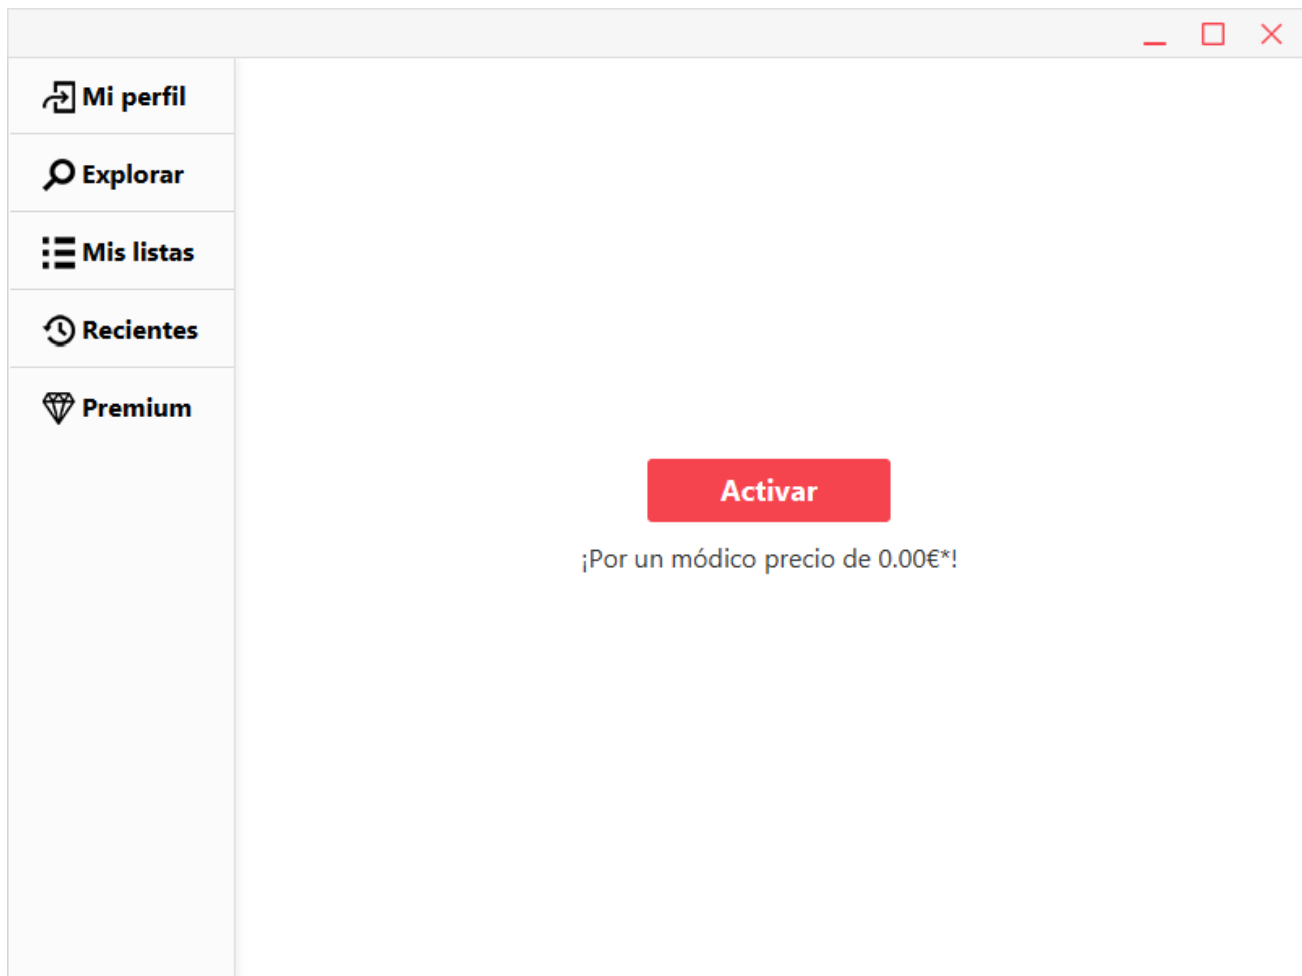 Mi perfil
Explorar
Mis listas
Recientes
Premium
Activar
¡Por un módico precio de 0.00€*!